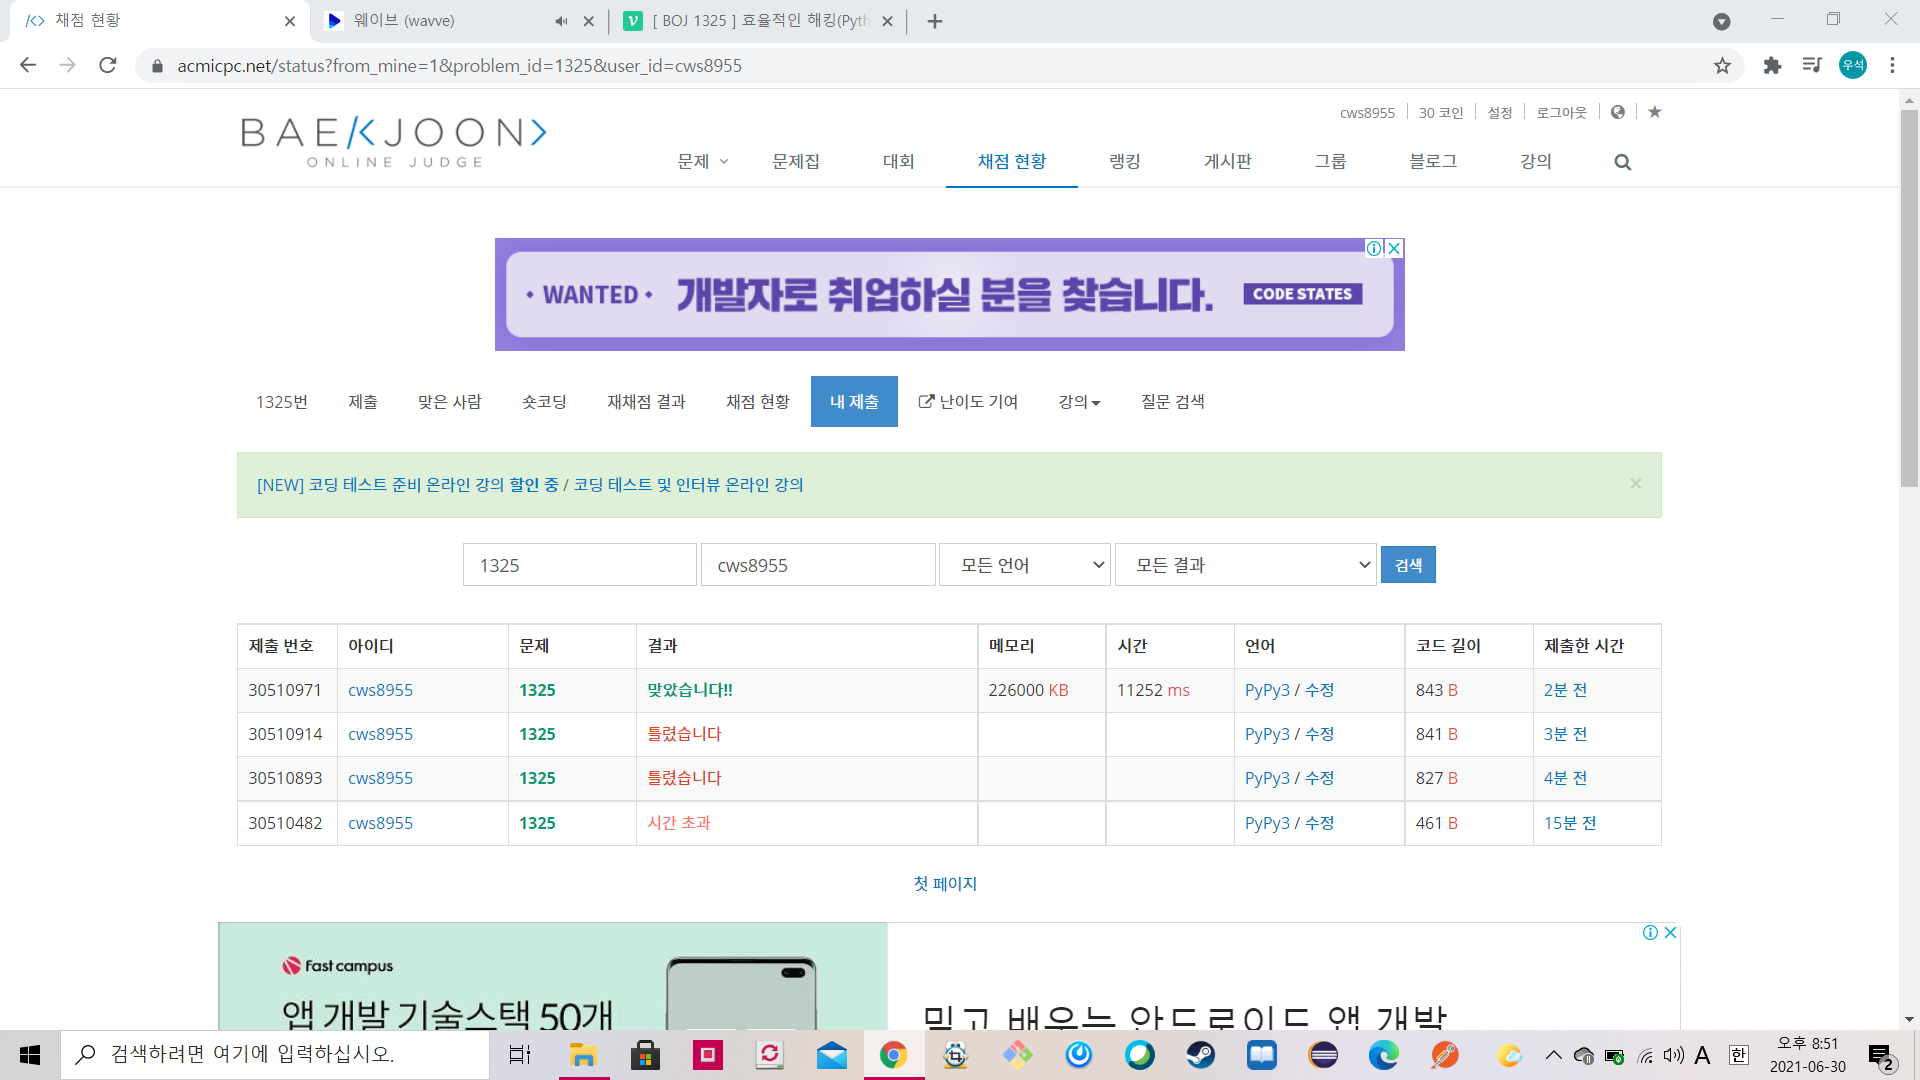 채점 현황
웨이브 (wavve)
[ BOJ 1325 ] 효율적인 해킹(Pyth
acmicpc.net/status?from_mine=1&problem_id=1325&user_id=cws8955
우석
cws8955
30 코인
설정
로그아웃
BAEKJOON
ONLINE JUDGE
문제
문제집
대회
채점 현황
랭킹
게시판
그룹
블로그
강의
WANTED
개발자로 취업하실 분을 찾습니다.
CODE STATES
1325번
제출
맞은 사람
숏코딩
재채점 결과
채점 현황
내 제출
난이도 기여
강의
질문 검색
[NEW] 코딩 테스트 준비 온라인 강의 할인 중 / 코딩 테스트 및 인터뷰 온라인 강의
×
1325
cws8955
모든 언어
모든 결과
검색
제출 번호 아이디 문제 결과 메모리 시간 언어 코드 길이 제출한 시간
30510971 cws8955 1325 맞았습니다!! 226000 KB 11252 ms PyPy3 / 수정 843 B 2분 전
30510914 cws8955 1325 틀렸습니다 PyPy3 / 수정 841 B 3분 전
30510893 cws8955 1325 틀렸습니다 PyPy3 / 수정 827 B 4분 전
30510482 cws8955 1325 시간 초과 PyPy3 / 수정 461 B 15분 전
첫 페이지
Fast campus
앱 개발 기술스택 50개
믿고 배우는 안드로이드 앱 개발
검색하려면 여기에 입력하십시오.
A
한
오후 8:51
2021-06-30
2